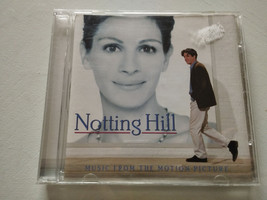 Notting Hill
MUSIC FROM THE MOTION PICTURE